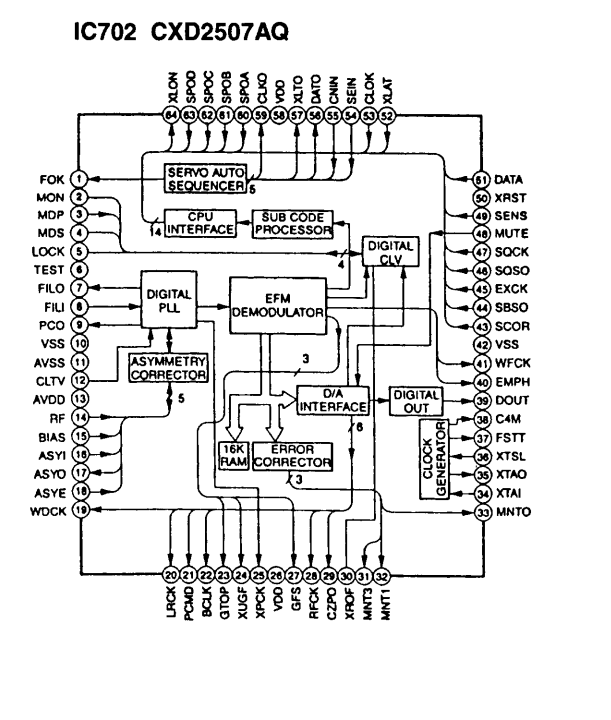 IC702 CXD2507AQ
XLON SPOD SPOC SPOB SPOA CLKO VDD XLTO DATO CNIN SEIN CLOK XLAT
64 63 62 61 60 59 58 57 56 55 54 53 52
FOK 1
MON 2
MDP 3
MDS 4
LOCK 5
TEST 6
FILO 7
FILI 8
PCO 9
VSS 10
AVSS 11
CLTV 12
AVDD 13
RF 14
BIAS 15
ASYI 16
ASYO 17
ASYE 18
WDCK 19
SERVO AUTO
SEQUENCER
5
14
CPU
INTERFACE
SUB CODE
PROCESSOR
4
DIGITAL
CLV
DIGITAL
PLL
EFM
DEMODULATOR
ASYMMETRY
CORRECTOR
5
3
D/A
INTERFACE
6
DIGITAL
OUT
16K
RAM
ERROR
CORRECTOR
3
CLOCK
GENERATOR
51 DATA
50 XRST
49 SENS
48 MUTE
47 SQCK
46 SQSO
45 EXCK
44 SBSO
43 SCOR
42 VSS
41 WFCK
40 EMPH
39 DOUT
38 C4M
37 FSTT
36 XTSL
35 XTAO
34 XTAI
33 MNTO
20 21 22 23 24 25 26 27 28 29 30 31 32
LRCK PCMD BCLK GTOP XUGF XPCK VDD GFS RFCK CZPO XROF MNT3 MNT1